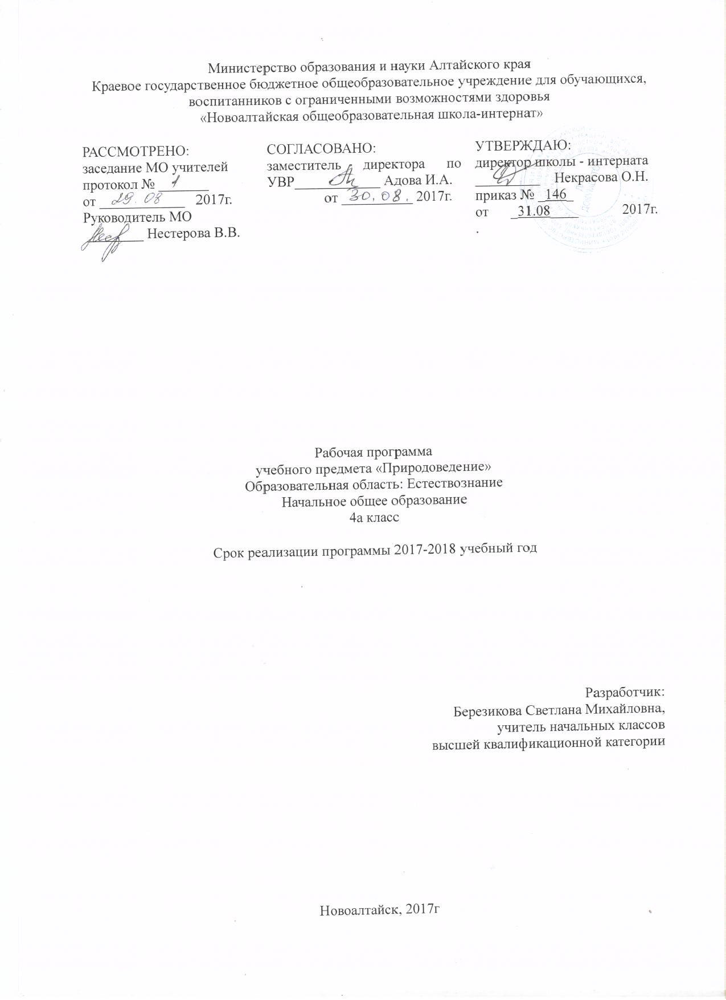 Министерство образования и науки Алтайского края
Краевое государственное бюджетное общеобразовательное учреждение для обучающихся,
воспитанников с ограниченными возможностями здоровья
«Новоалтайская общеобразовательная школа-интернат»
РАССМОТРЕНО:
заседание МО учителей
протокол № 1
от 29.08 2017г.
Руководитель МО
Нестерова В.В.
СОГЛАСОВАНО:
заместитель директора по
УВР Адова И.А.
от 30.08. 2017г.
УТВЕРЖДАЮ:
директор школы - интерната
Некрасова О.Н.
приказ № _146_
от _31.08____ 2017г.
.
Рабочая программа
учебного предмета «Природоведение»
Образовательная область: Естествознание
Начальное общее образование
4а класс
Срок реализации программы 2017-2018 учебный год
Разработчик:
Березикова Светлана Михайловна,
учитель начальных классов
высшей квалификационной категории
Новоалтайск, 2017г